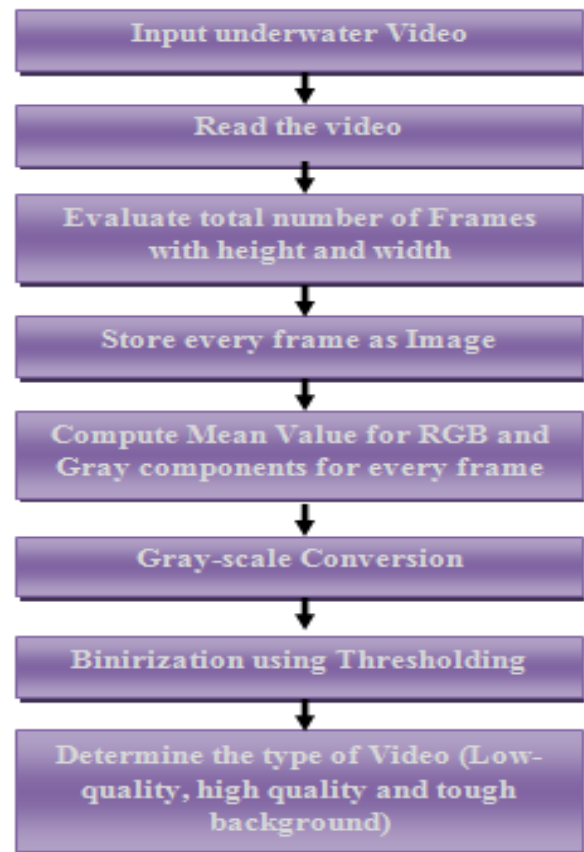 Input underwater Video
Read the video
Evaluate total number of Frames
with height and width
Store every frame as Image
Compute Mean Value for RGB and
Gray components for every frame
Gray-scale Conversion
Binirization using Thresholding
Determine the type of Video (Low-
quality, high quality and tough
background)